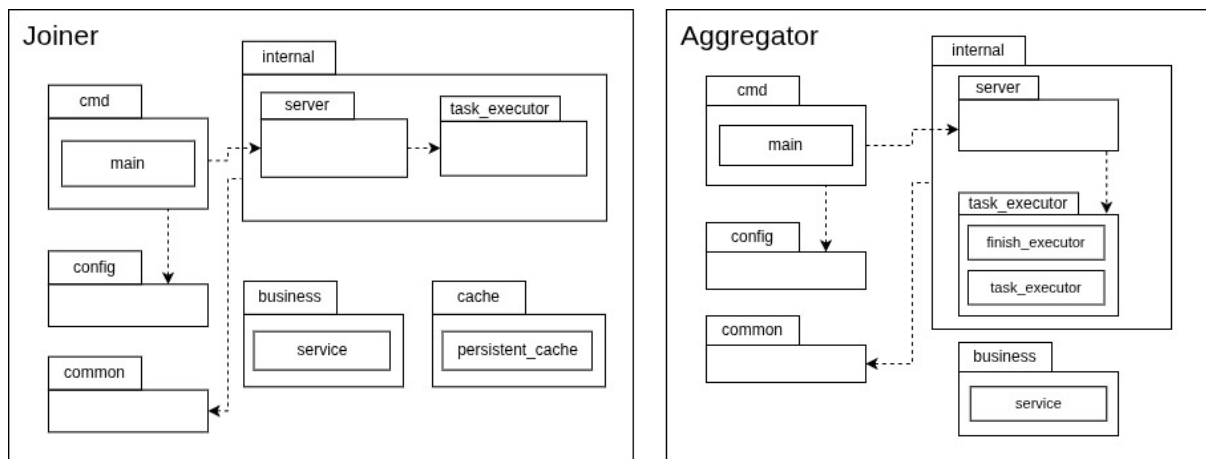 Joiner
internal
cmd
server
task_executor
main
config
business
cache
service
persistent_cache
common
Aggregator
internal
cmd
server
main
task_executor
config
finish_executor
task_executor
common
business
service